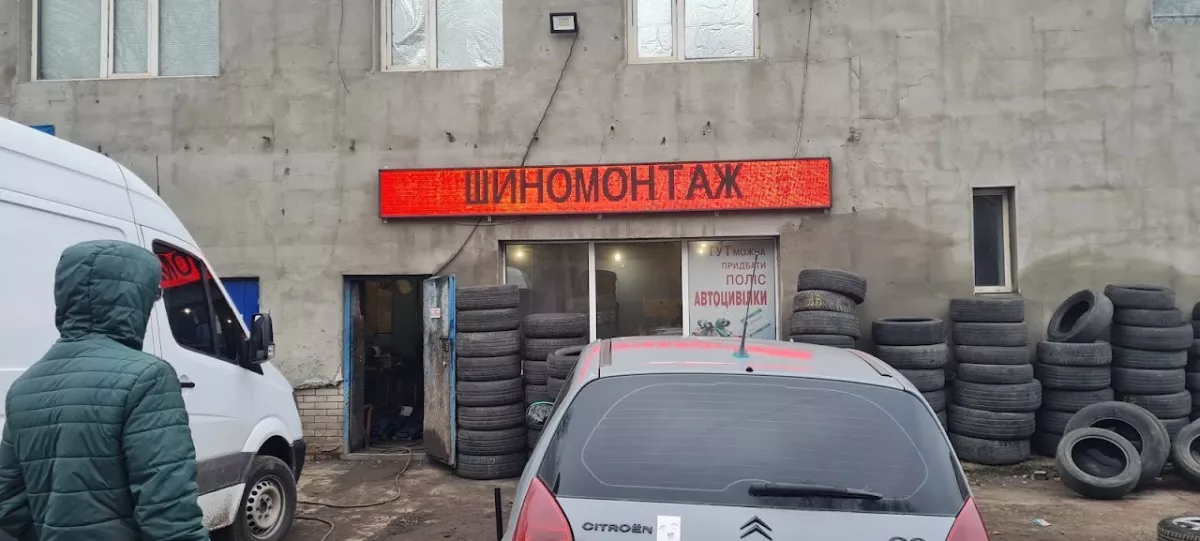 ШИНОМОНТАЖ
ТУТ МОЖНА
ПРИДБАТИ
ПОЛІС
АВТОЦИВІЛКИ
CITROËN